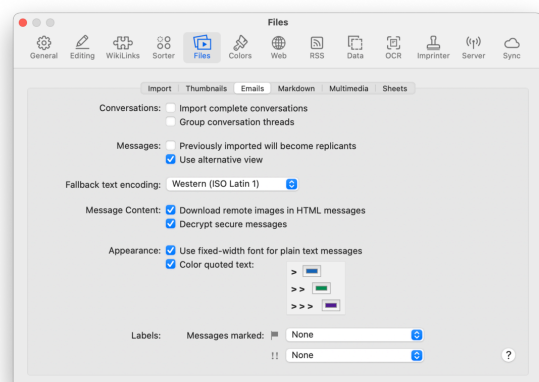 Files
General Editing WikiLinks Sorter Files Colors Web RSS Data OCR Imprinter Server Sync
Import Thumbnails Emails Markdown Multimedia Sheets
Conversations: Import complete conversations
Group conversation threads
Messages: Previously imported will become replicants
Use alternative view
Fallback text encoding: Western (ISO Latin 1)
Message Content: Download remote images in HTML messages
Decrypt secure messages
Appearance: Use fixed-width font for plain text messages
Color quoted text:
>
> >
> > >
Labels: Messages marked: None
!! None ?